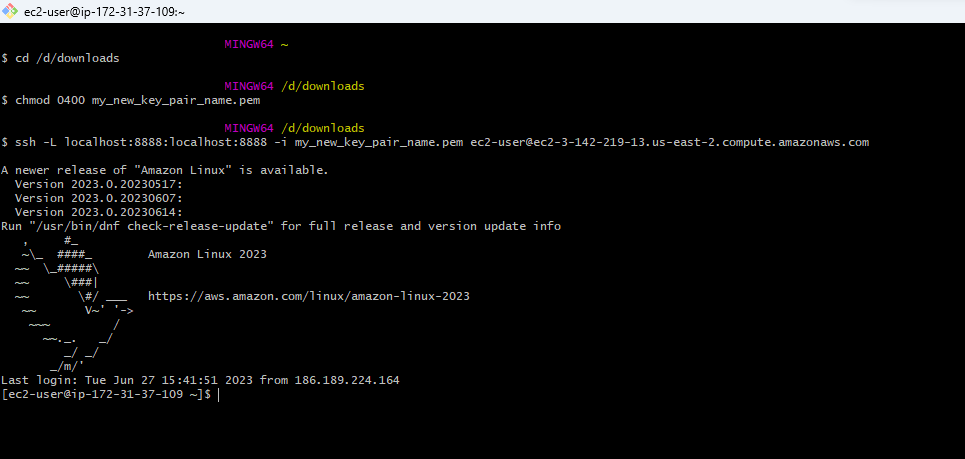 ec2-user@ip-172-31-37-109:~
MINGW64 ~
$ cd /d/downloads
MINGW64 /d/downloads
$ chmod 0400 my_new_key_pair_name.pem
MINGW64 /d/downloads
$ ssh -L localhost:8888:localhost:8888 -i my_new_key_pair_name.pem ec2-user@ec2-3-142-219-13.us-east-2.compute.amazonaws.com
A newer release of "Amazon Linux" is available.
  Version 2023.0.20230517:
  Version 2023.0.20230607:
  Version 2023.0.20230614:
Run "/usr/bin/dnf check-release-update" for full release and version update info
   ,     #_
   ~\_  ####_        Amazon Linux 2023
  ~~  \_#####\
  ~~     \###|
  ~~       \#/ ___   https://aws.amazon.com/linux/amazon-linux-2023
   ~~       V~' '->
    ~~~         /
      ~~._.   _/
         _/ _/
       _/m/'
Last login: Tue Jun 27 15:41:51 2023 from 186.189.224.164
[ec2-user@ip-172-31-37-109 ~]$